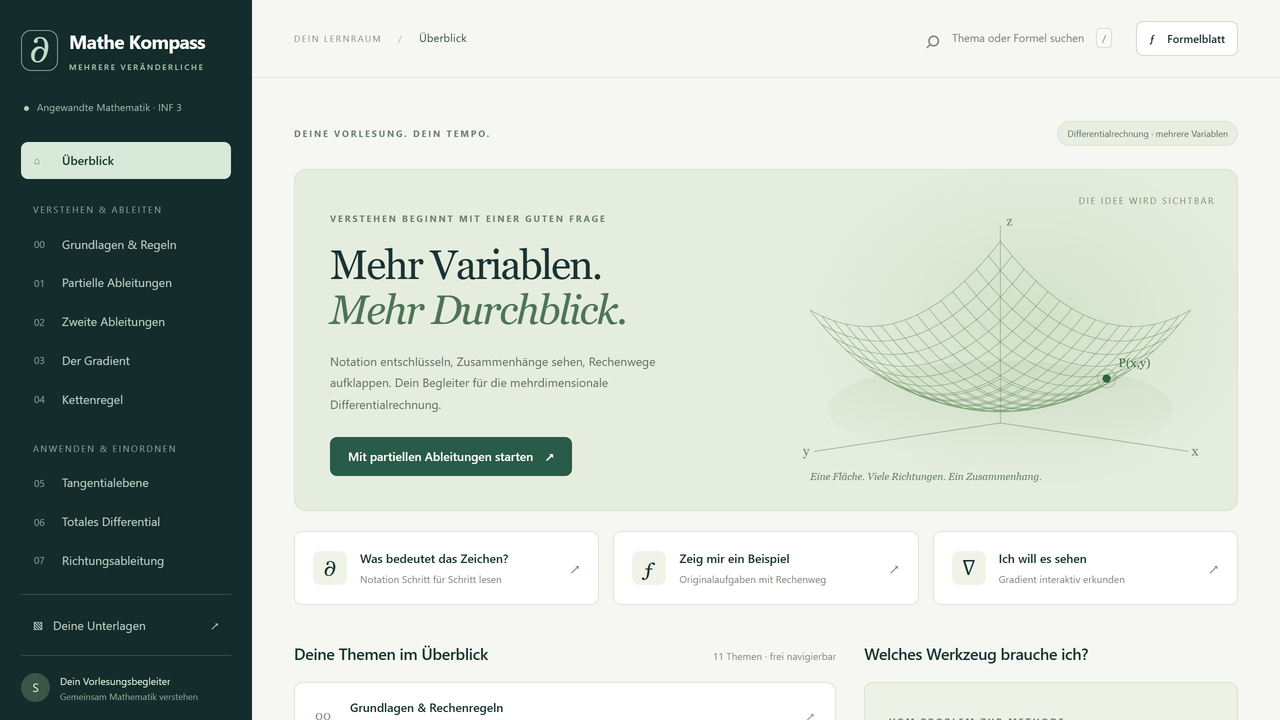 ∂
Mathe Kompass
MEHRERE VERÄNDERLICHE
Angewandte Mathematik · INF 3
Überblick
VERSTEHEN & ABLEITEN
00 Grundlagen & Regeln
01 Partielle Ableitungen
02 Zweite Ableitungen
03 Der Gradient
04 Kettenregel
ANWENDEN & EINORDNEN
05 Tangentialebene
06 Totales Differential
07 Richtungsableitung
Deine Unterlagen ↗
S
Dein Vorlesungsbegleiter
Gemeinsam Mathematik verstehen
DEIN LERNRAUM / Überblick
Thema oder Formel suchen /
ƒ Formelblatt
DEINE VORLESUNG. DEIN TEMPO.
Differentialrechnung · mehrere Variablen
VERSTEHEN BEGINNT MIT EINER GUTEN FRAGE
Mehr Variablen.
Mehr Durchblick.
Notation entschlüsseln, Zusammenhänge sehen, Rechenwege
aufklappen. Dein Begleiter für die mehrdimensionale
Differentialrechnung.
Mit partiellen Ableitungen starten ↗
DIE IDEE WIRD SICHTBAR
z
P(x,y)
y
x
Eine Fläche. Viele Richtungen. Ein Zusammenhang.
∂
Was bedeutet das Zeichen?
Notation Schritt für Schritt lesen
↗
ƒ
Zeig mir ein Beispiel
Originalaufgaben mit Rechenweg
↗
∇
Ich will es sehen
Gradient interaktiv erkunden
↗
Deine Themen im Überblick
11 Themen · frei navigierbar
00
Grundlagen & Rechenregeln
↗
Welches Werkzeug brauche ich?
VOM PROBLEM ZUR METHODE